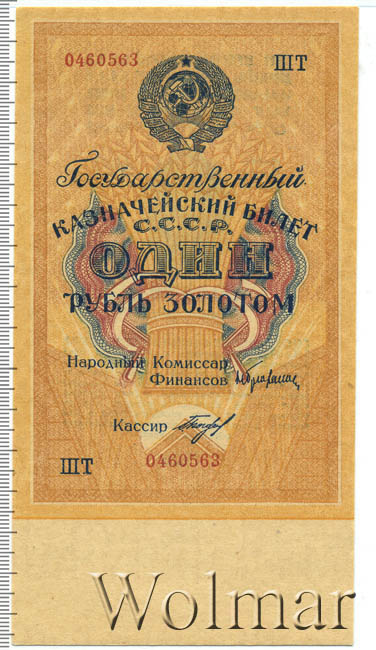 0460563 ШТ
Государственный
КАЗНАЧЕЙСКИЙ БИЛЕТ
С.С.С.Р.
ОДИН
РУБЛЬ ЗОЛОТОМ
Народный Комиссар
Финансов
Кассир
ШТ 0460563
Wolmar